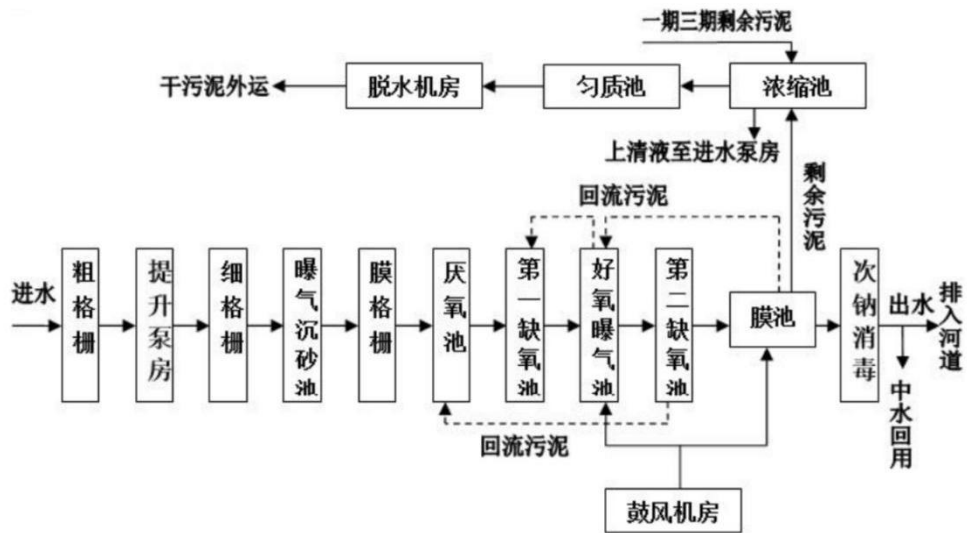 一期三期剩余污泥
干污泥外运
脱水机房
匀质池
浓缩池
上清液至进水泵房
剩余污泥
回流污泥
进水
粗格栅
提升泵房
细格栅
曝气沉砂池
膜格栅
厌氧池
第一缺氧池
好氧曝气池
第二缺氧池
膜池
次钠消毒
出水
排入河道
中水回用
回流污泥
鼓风机房